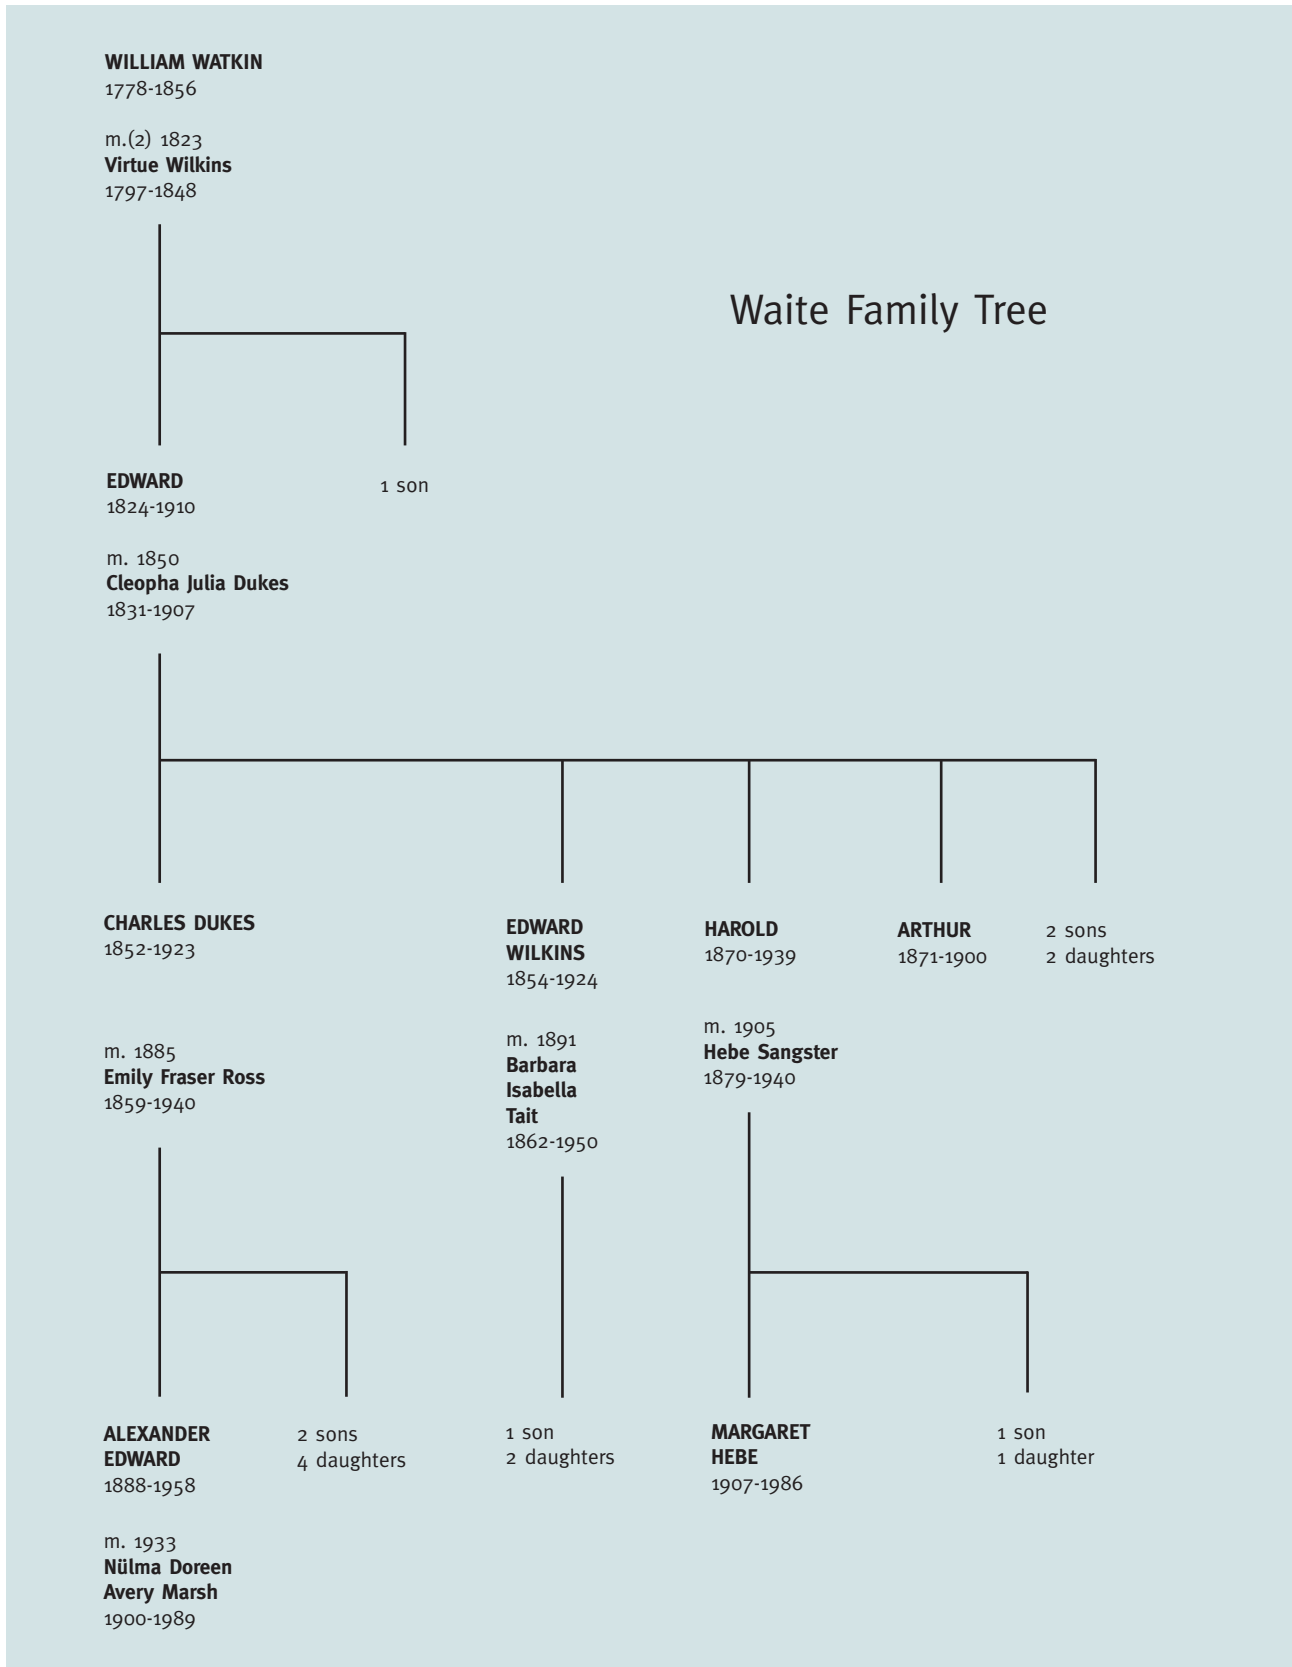 WILLIAM WATKIN
1778-1856
m.(2) 1823
Virtue Wilkins
1797-1848
Waite Family Tree
EDWARD
1824-1910
1 son
m. 1850
Cleopha Julia Dukes
1831-1907
CHARLES DUKES
1852-1923
m. 1885
Emily Fraser Ross
1859-1940
EDWARD
WILKINS
1854-1924
m. 1891
Barbara
Isabella
Tait
1862-1950
HAROLD
1870-1939
m. 1905
Hebe Sangster
1879-1940
ARTHUR
1871-1900
2 sons
2 daughters
ALEXANDER
EDWARD
1888-1958
m. 1933
Nülma Doreen
Avery Marsh
1900-1989
2 sons
4 daughters
1 son
2 daughters
MARGARET
HEBE
1907-1986
1 son
1 daughter